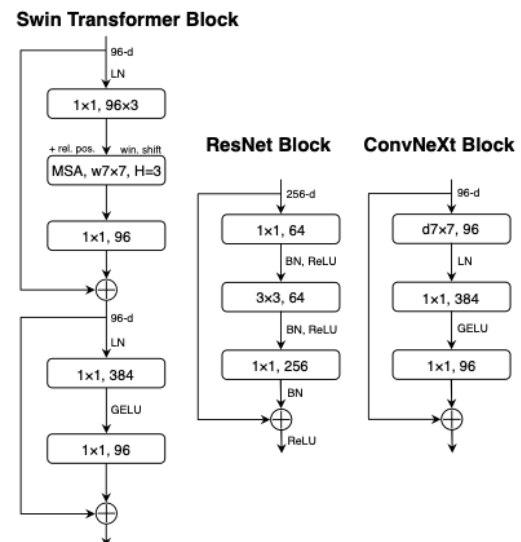 Swin Transformer Block
96-d
LN
1×1, 96×3
+ rel. pos.
win. shift
MSA, w7×7, H=3
1×1, 96
96-d
LN
1×1, 384
GELU
1×1, 96
ResNet Block
256-d
1×1, 64
BN, ReLU
3×3, 64
BN, ReLU
1×1, 256
BN
ReLU
ConvNeXt Block
96-d
d7×7, 96
LN
1×1, 384
GELU
1×1, 96